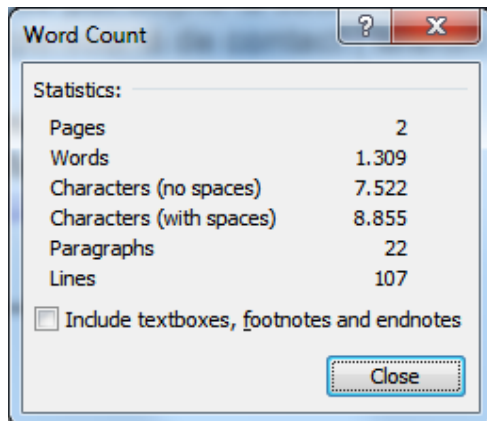 Word Count
Statistics:
Pages 2
Words 1.309
Characters (no spaces) 7.522
Characters (with spaces) 8.855
Paragraphs 22
Lines 107
Include textboxes, footnotes and endnotes
Close